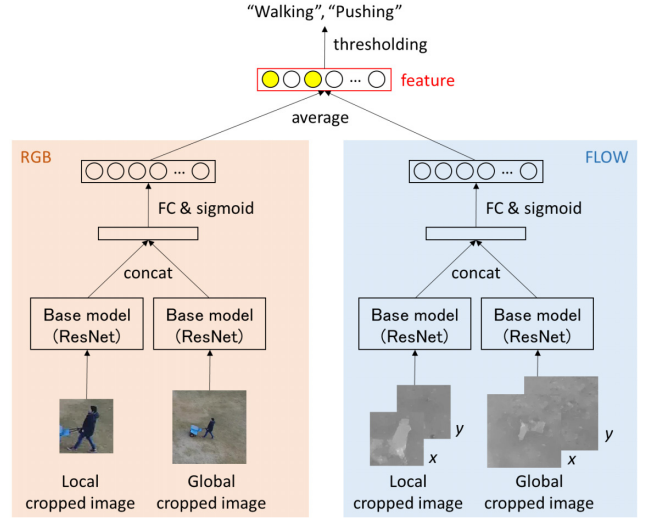 “Walking”, “Pushing”
thresholding
...
feature
average
RGB
FLOW
...
...
FC & sigmoid
FC & sigmoid
concat
concat
Base model
(ResNet)
Base model
(ResNet)
Base model
(ResNet)
Base model
(ResNet)
y
x
y
x
Local
cropped image
Global
cropped image
Local
cropped image
Global
cropped image